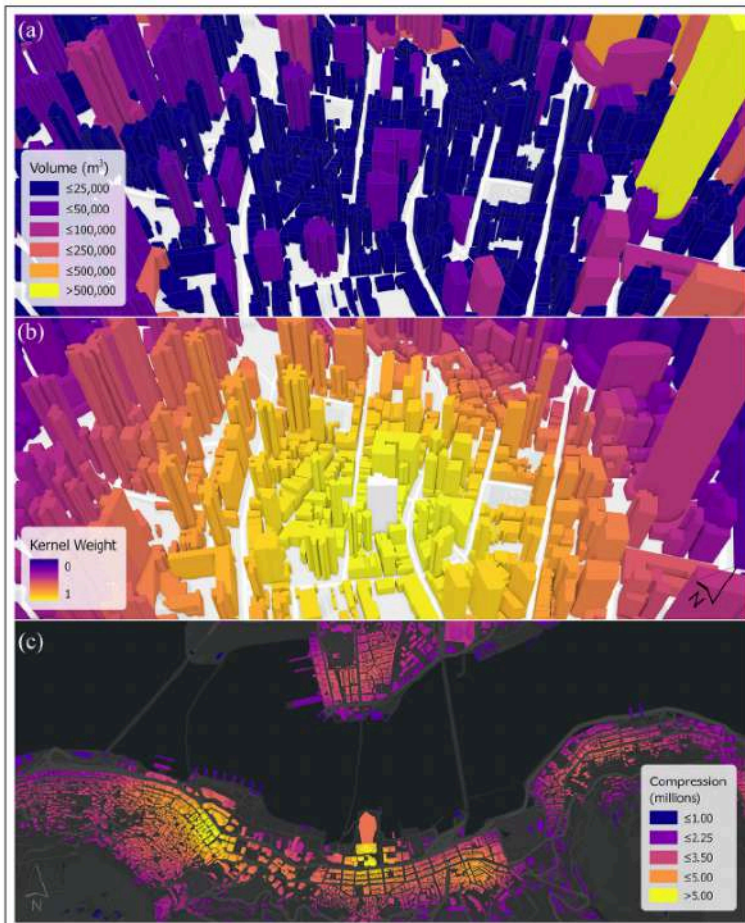 (a)
Volume (m³)
≤25,000
≤50,000
≤100,000
≤250,000
≤500,000
>500,000
(b)
Kernel Weight
0
1
N
(c)
Compression
(millions)
≤1.00
≤2.25
≤3.50
≤5.00
>5.00
N